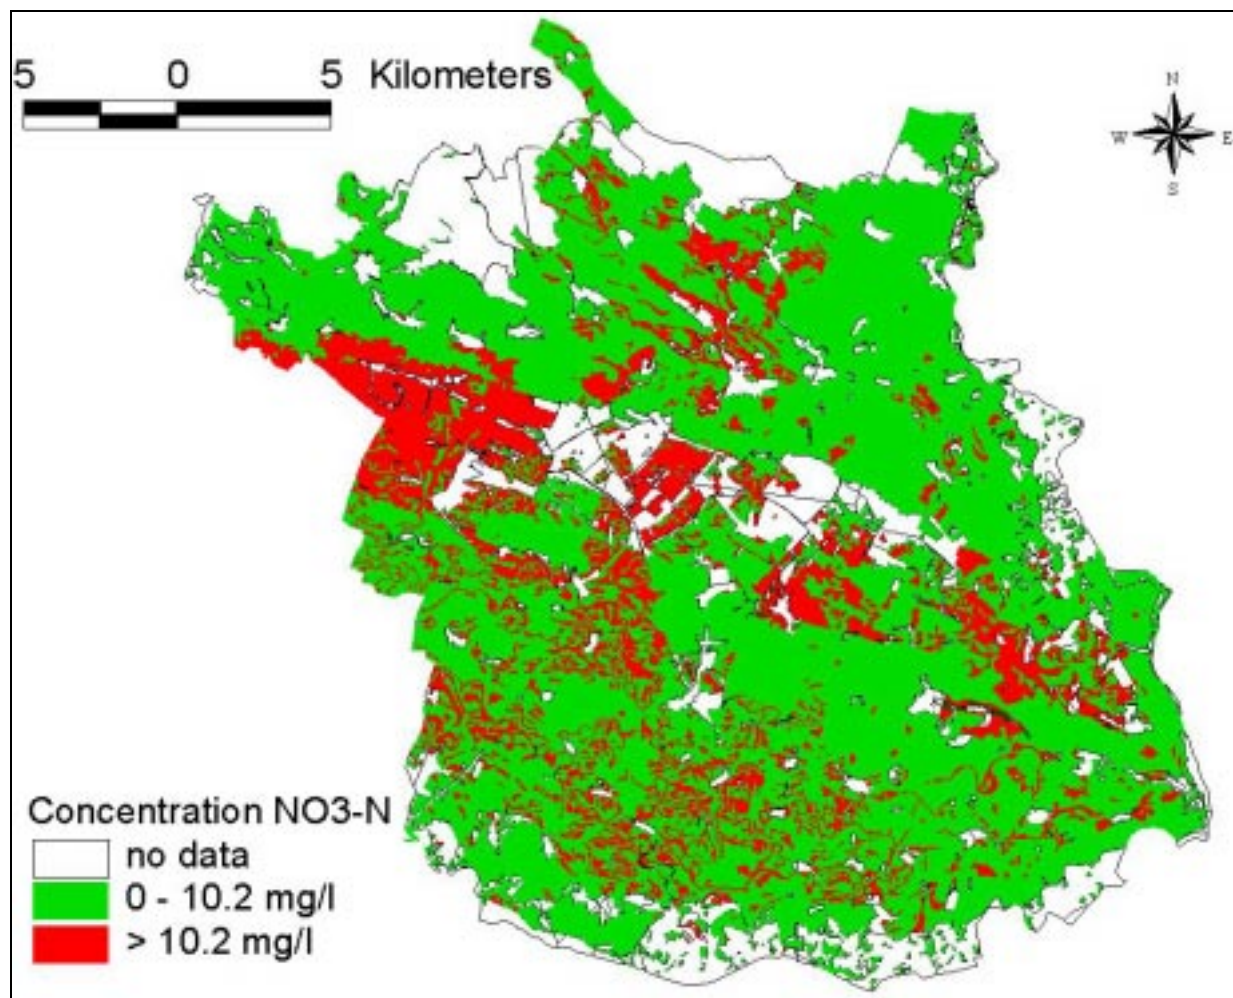 5 0 5 Kilometers
N
W E
S
Concentration NO3-N
no data
0 - 10.2 mg/l
> 10.2 mg/l